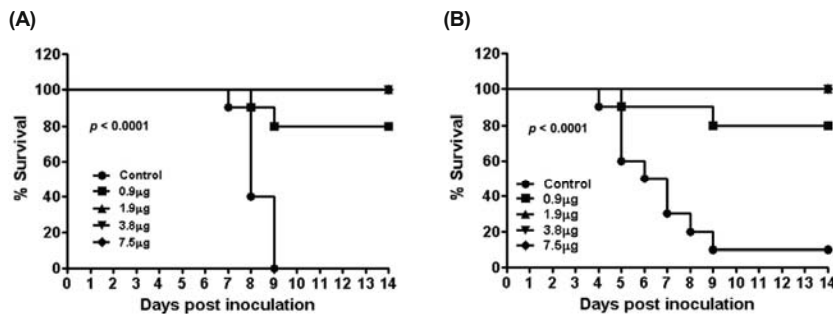 (A)
120
100
80
60
40
20
0
% Survival
p < 0.0001
Control
0.9µg
1.9µg
3.8µg
7.5µg
0 1 2 3 4 5 6 7 8 9 10 11 12 13 14
Days post inoculation
(B)
120
100
80
60
40
20
0
% Survival
p < 0.0001
Control
0.9µg
1.9µg
3.8µg
7.5µg
0 1 2 3 4 5 6 7 8 9 10 11 12 13 14
Days post inoculation